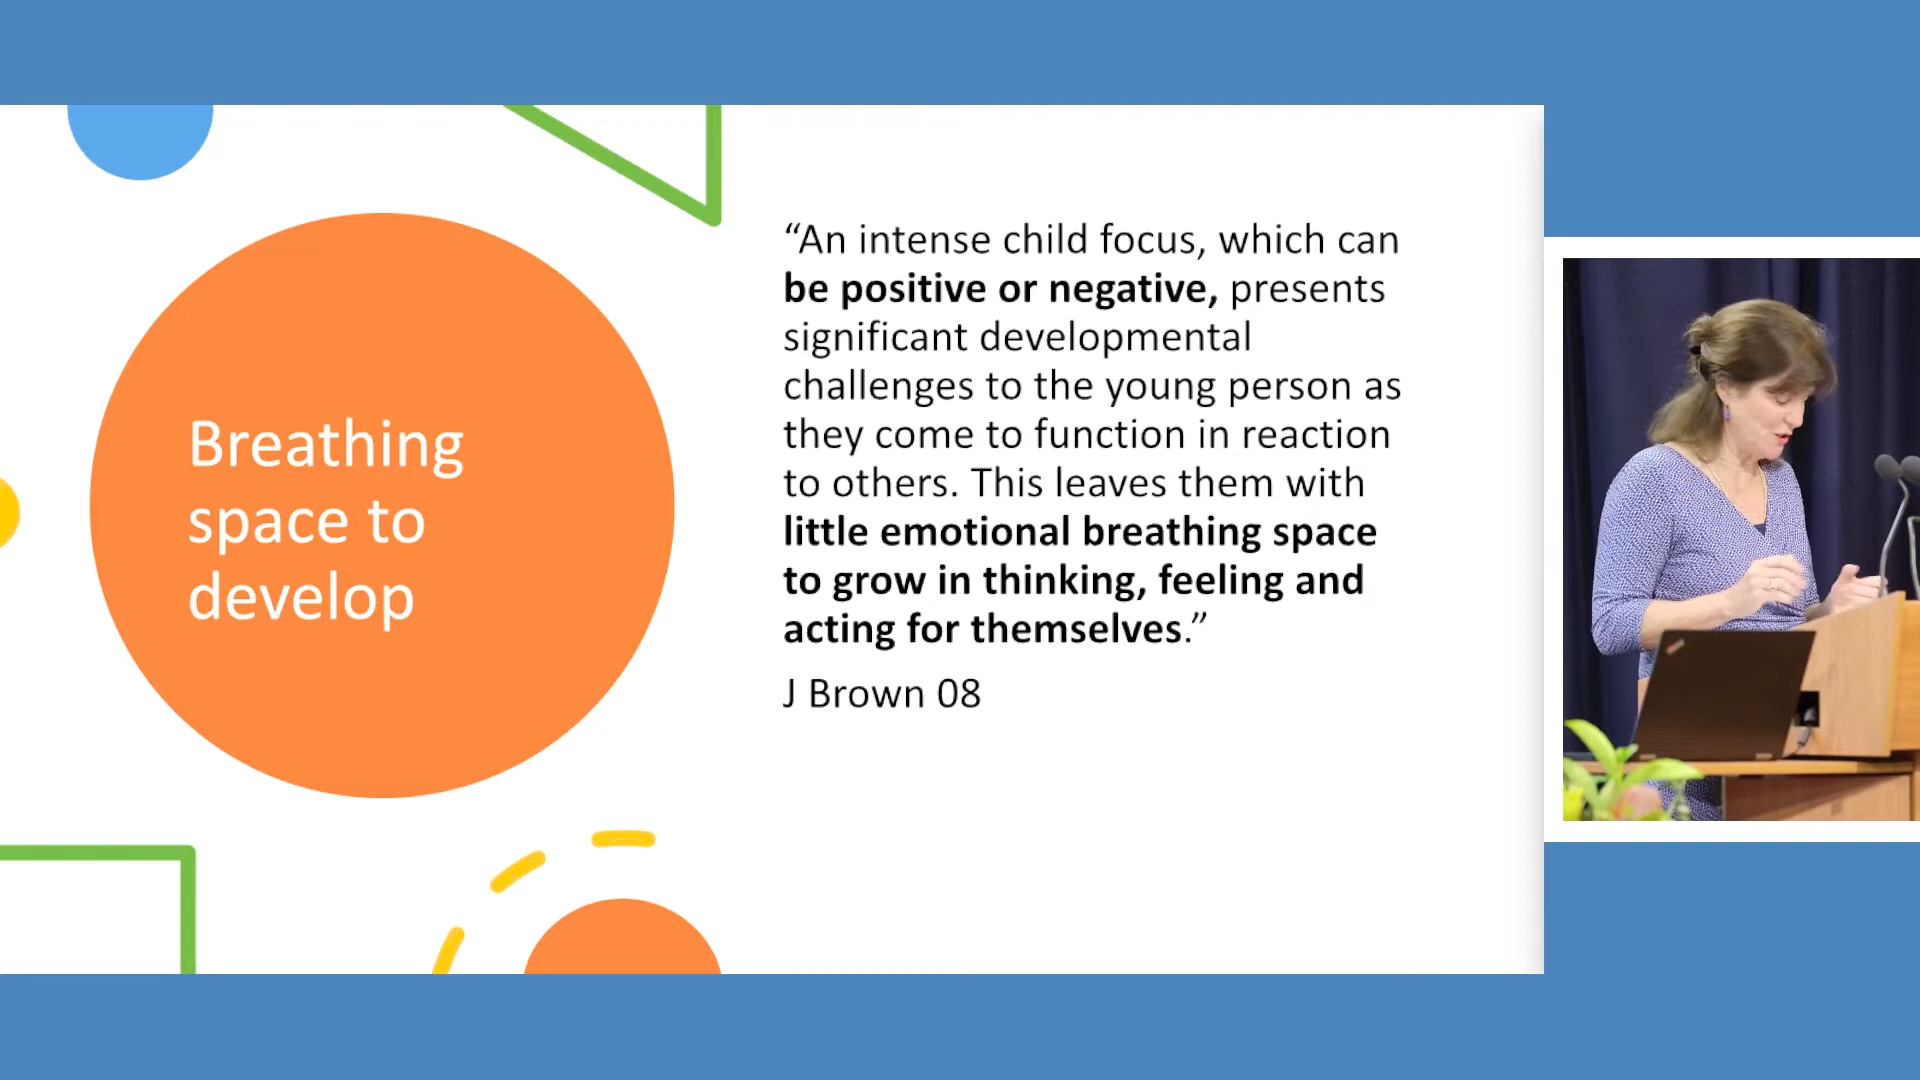 Breathing
space to
develop
“An intense child focus, which can
be positive or negative, presents
significant developmental
challenges to the young person as
they come to function in reaction
to others. This leaves them with
little emotional breathing space
to grow in thinking, feeling and
acting for themselves.”
J Brown 08